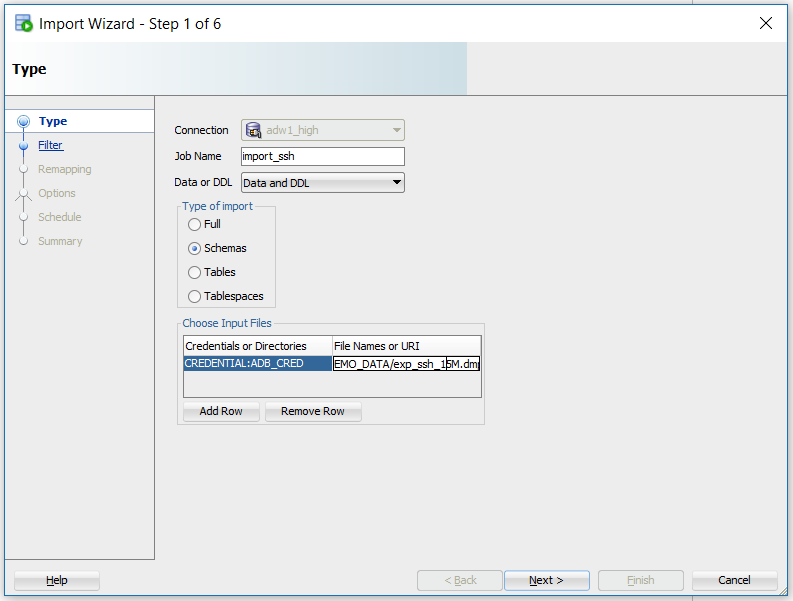 Import Wizard - Step 1 of 6
Type
Type
Filter
Remapping
Options
Schedule
Summary
Connection adw1_high
Job Name import_ssh
Data or DDL Data and DDL
Type of import
Full
Schemas
Tables
Tablespaces
Choose Input Files
Credentials or Directories File Names or URI
CREDENTIAL:ADB_CRED EMO_DATA/exp_ssh_15M.dmp
Add Row Remove Row
Help < Back Next > Finish Cancel